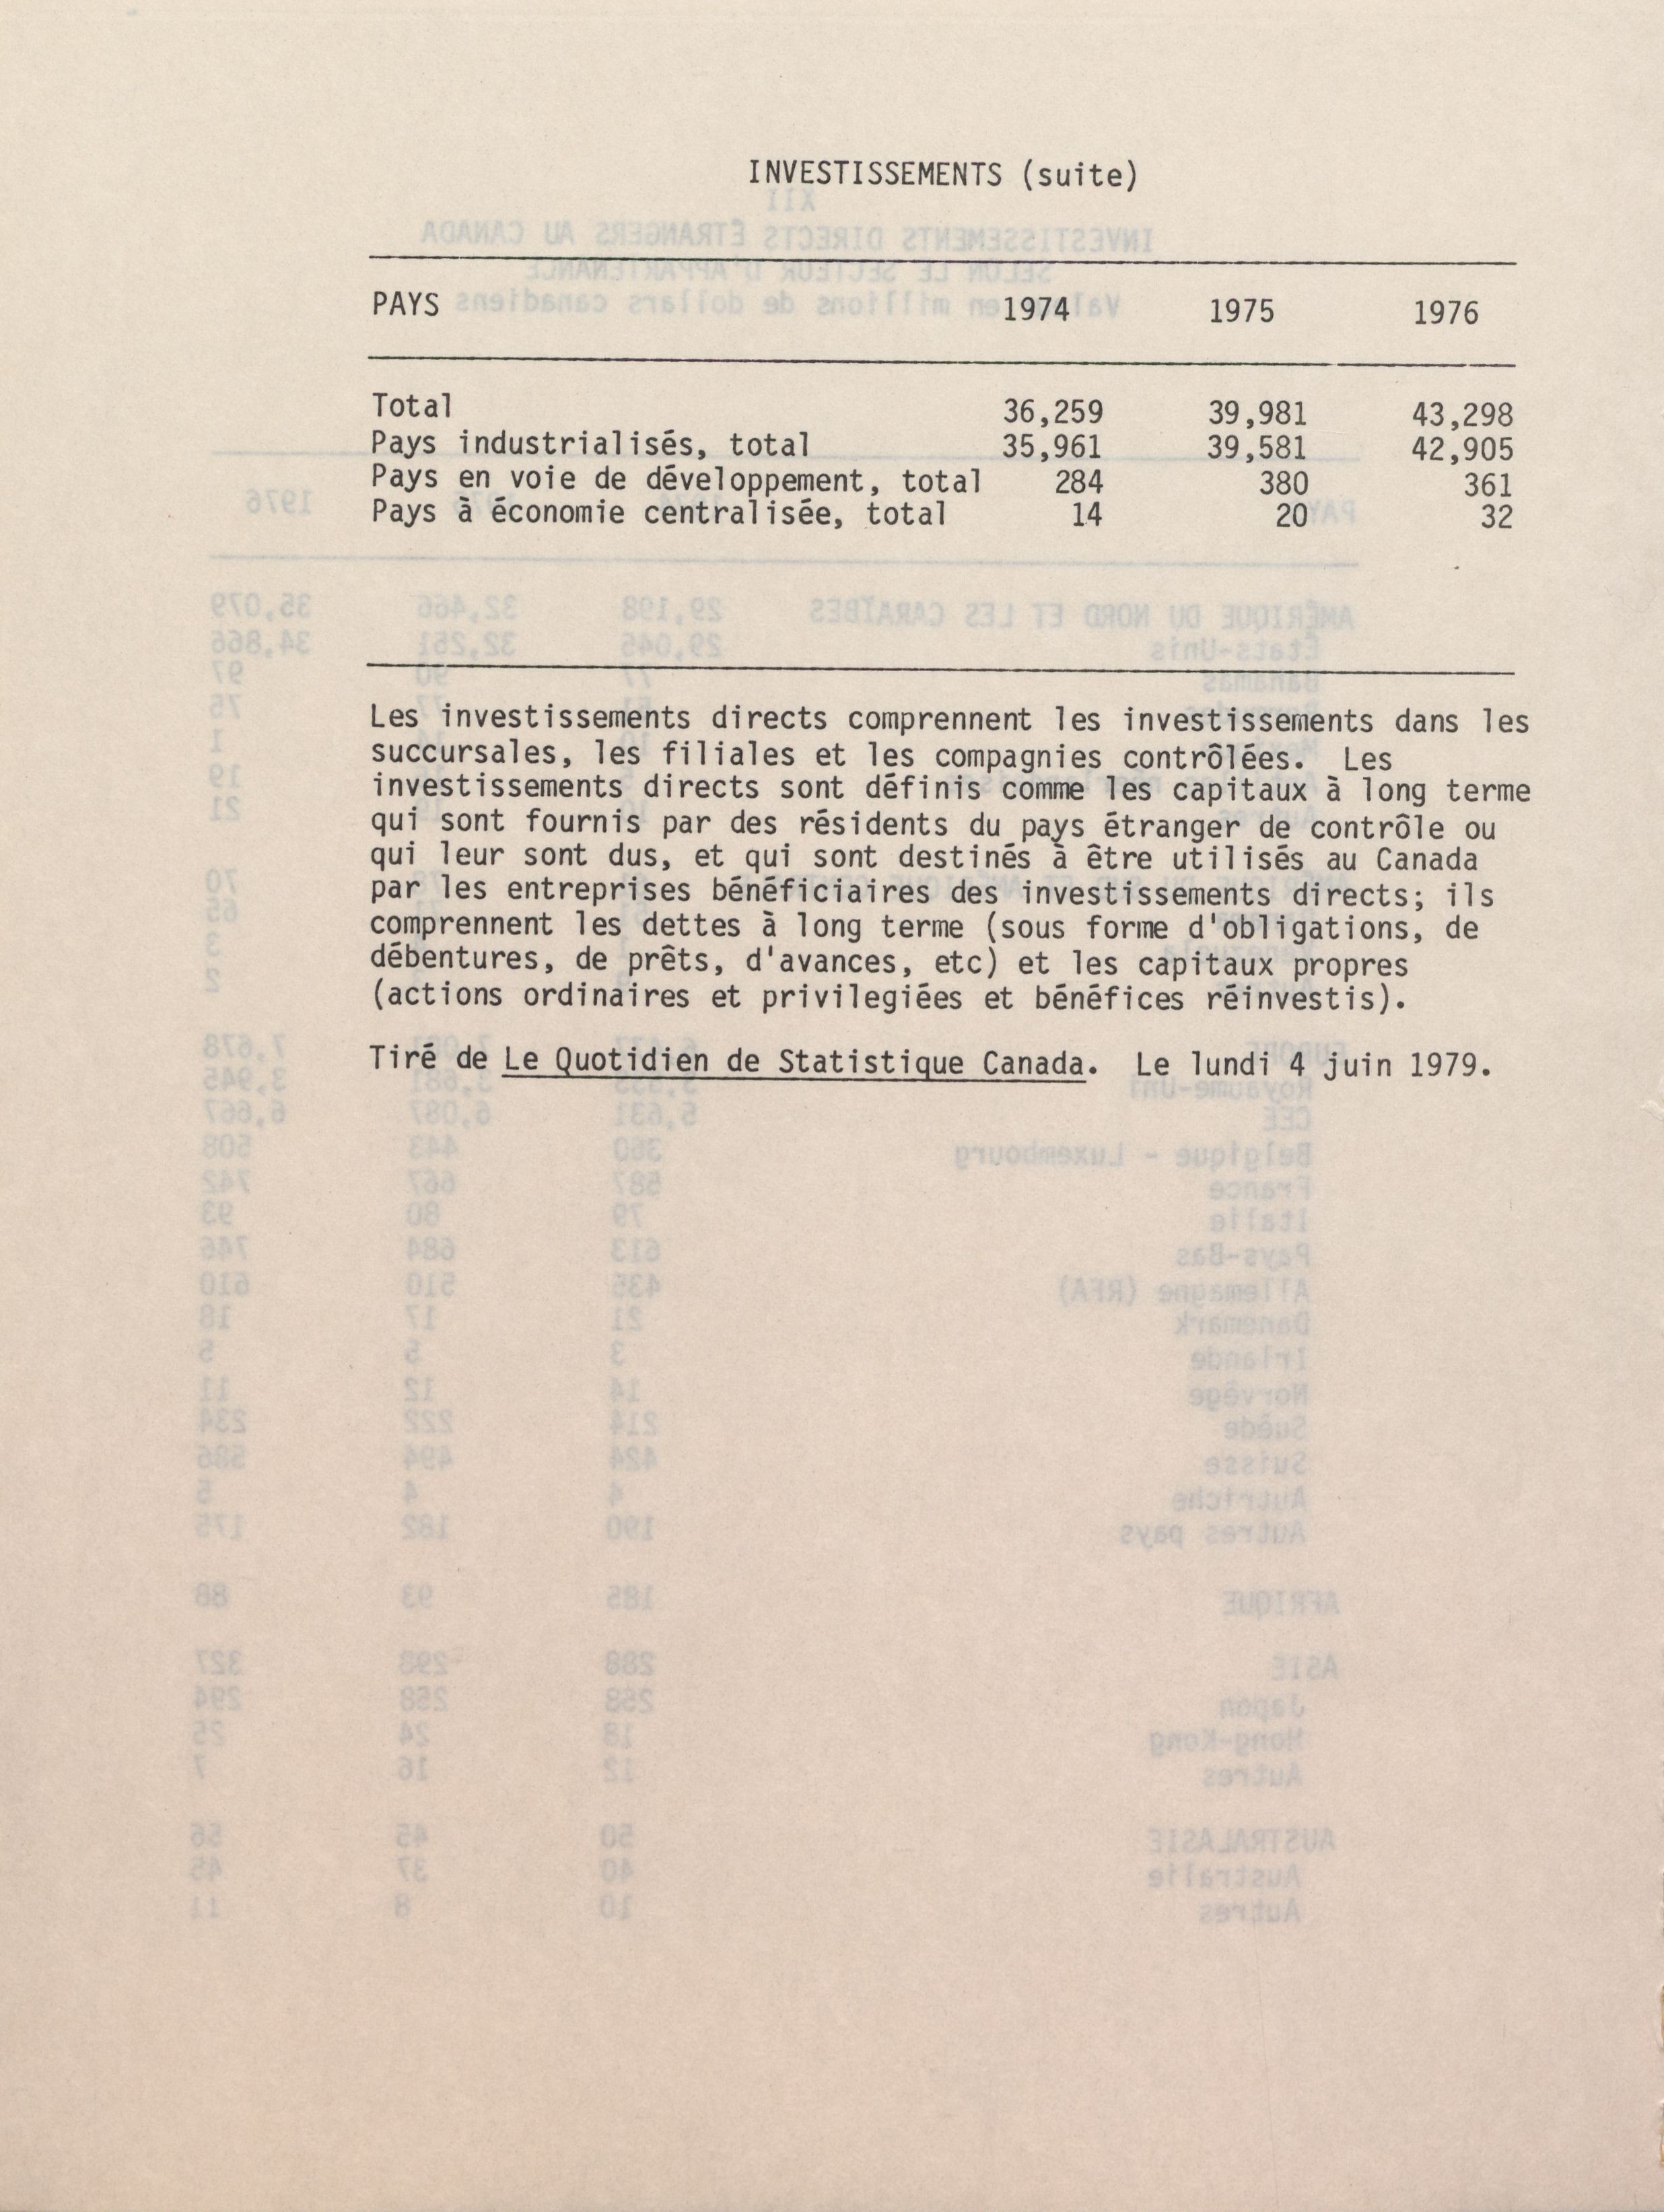 INVESTISSEMENTS (suite)
PAYS 1974 1975 1976
Total 36,259 39,981 43,298
Pays industrialisés, total 35,961 39,581 42,905
Pays en voie de développement, total 284 380 361
Pays à économie centralisée, total 14 20 32
Les investissements directs comprennent les investissements dans les
succursales, les filiales et les compagnies contrôlées. Les
investissements directs sont définis comme les capitaux à long terme
qui sont fournis par des résidents du pays étranger de contrôle ou
qui leur sont dus, et qui sont destinés à être utilisés au Canada
par les entreprises bénéficiaires des investissements directs; ils
comprennent les dettes à long terme (sous forme d'obligations, de
débentures, de prêts, d'avances, etc) et les capitaux propres
(actions ordinaires et privilegiées et bénéfices réinvestis).
Tiré de Le Quotidien de Statistique Canada. Le lundi 4 juin 1979.